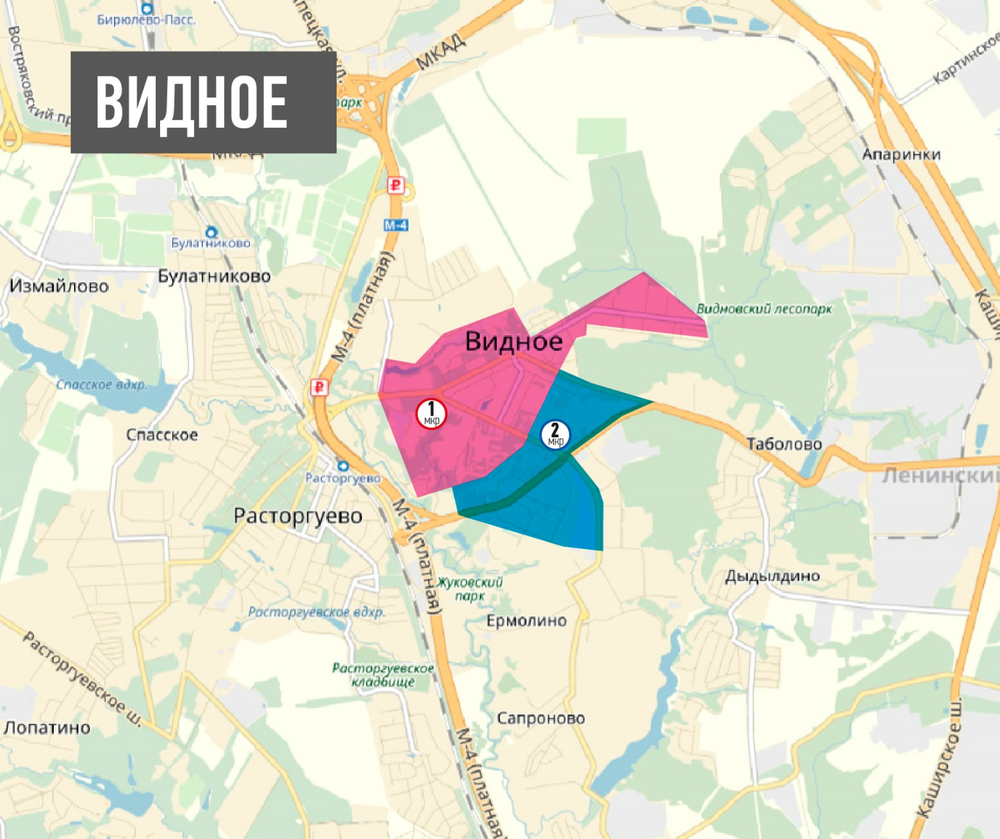 Бирюлёво-Пасс.
МКАД
Картинское
Востряковский пр
парк
ВИДНОЕ
МКАД
Апаринки
₽
М-4
Булатниково
Булатниково
Измайлово
М-4 (платная)
Видновский лесопарк
Видное
Спасское вдхр.
₽
1
мкр
2
мкр
Спасское
Таболово
Расторгуево
Ленинский
Расторгуево
М-4 (платная)
Дыдылдино
Жуковский
парк
Расторгуевское вдхр.
Ермолино
Расторгуевское ш.
Расторгуевское
кладбище
Сапроново
Лопатино
М-4 (платная)
Каширское ш.